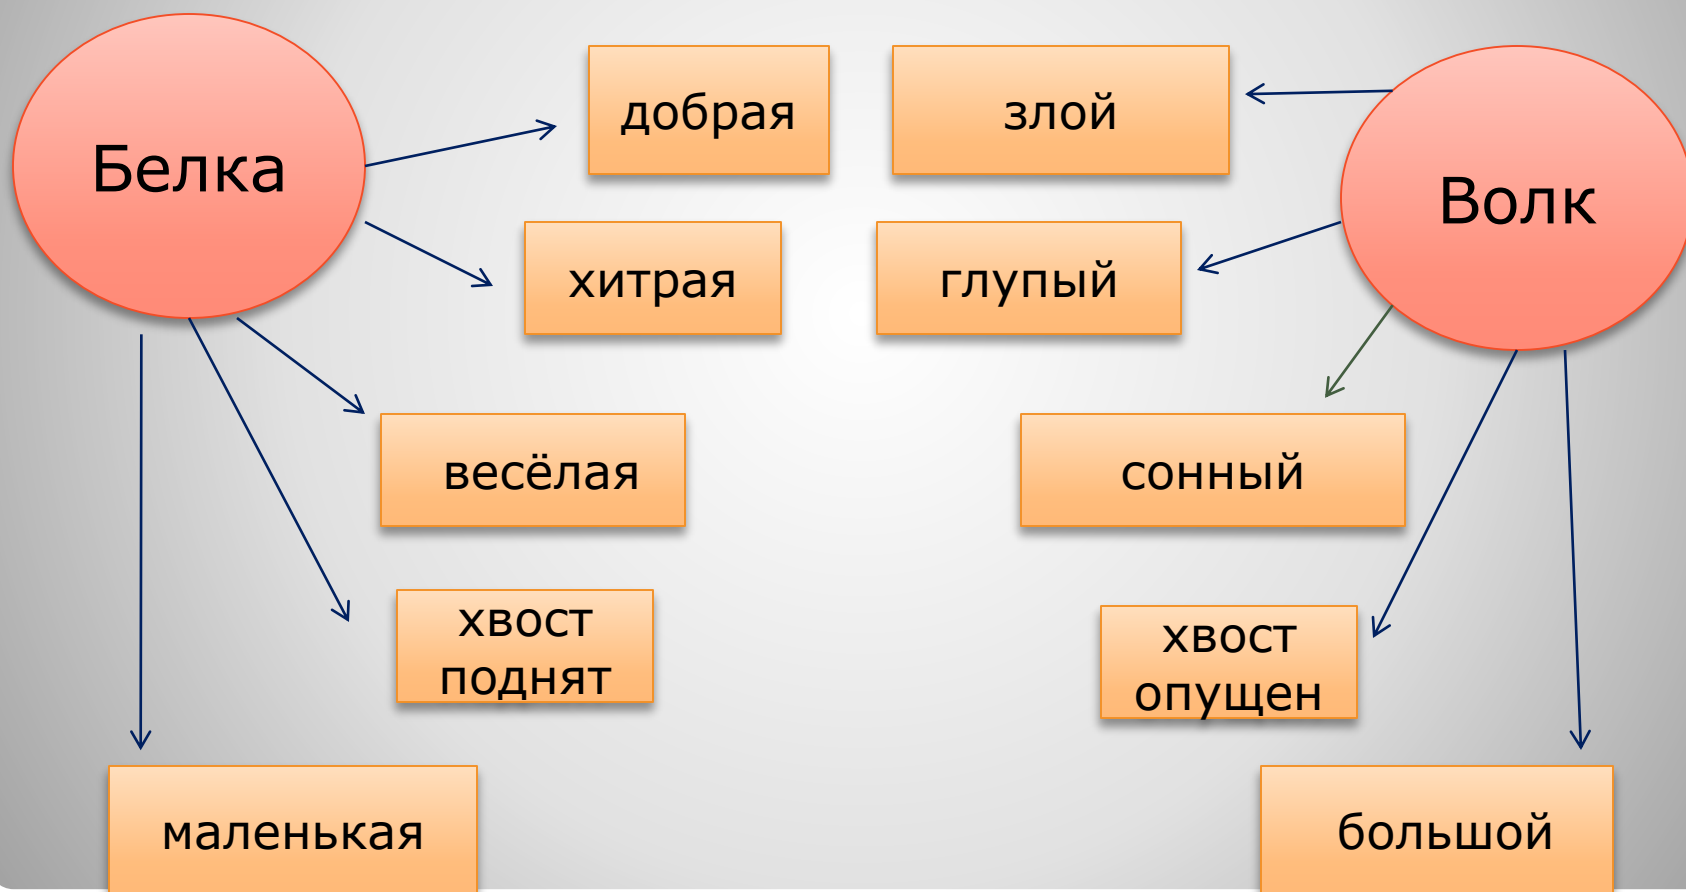 Белка
добрая
злой
Волк
хитрая
глупый
весёлая
сонный
хвост
поднят
хвост
опущен
маленькая
большой